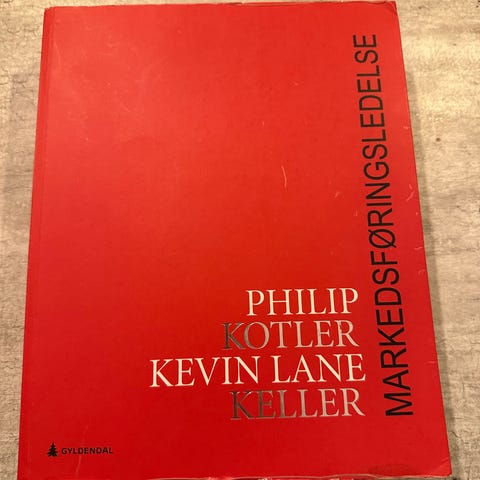 MARKEDSFØRINGSLEDELSE
PHILIP
KOTLER
KEVIN LANE
KELLER
GYLDENDAL